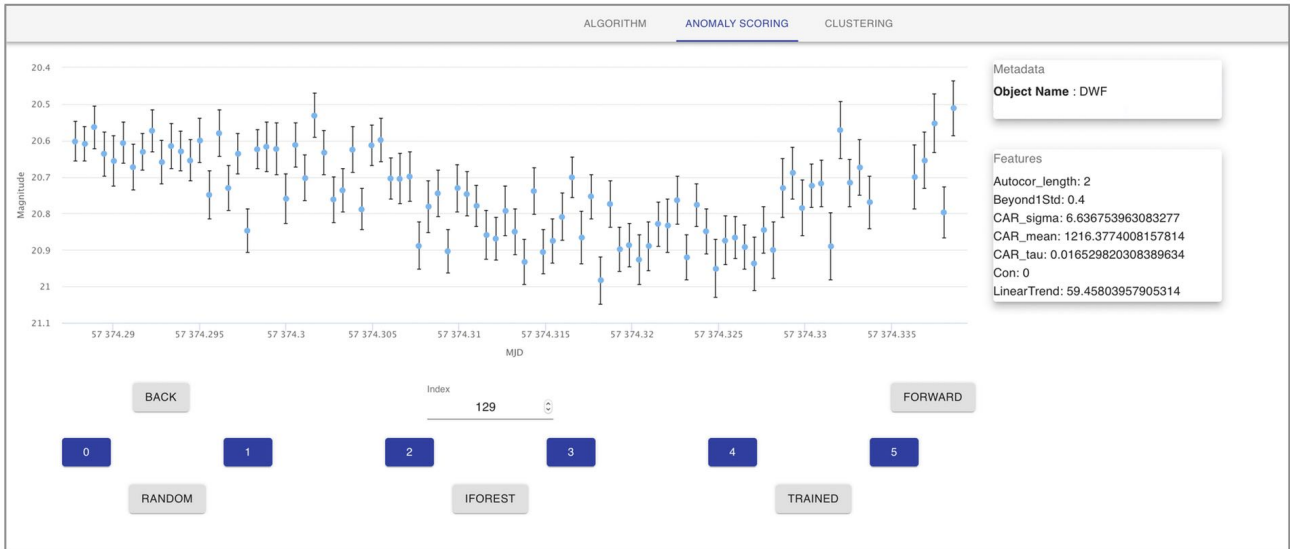 ALGORITHM ANOMALY SCORING CLUSTERING
Metadata
Object Name : DWF
Features
Autocor_length: 2
Beyond1Std: 0.4
CAR_sigma: 6.636753963083277
CAR_mean: 1216.3774008157814
CAR_tau: 0.016529820308389634
Con: 0
LinearTrend: 59.45803957905314
Magnitude
20.4
20.5
20.6
20.7
20.8
20.9
21
21.1
57 374.29 57 374.295 57 374.3 57 374.305 57 374.31 57 374.315 57 374.32 57 374.325 57 374.33 57 374.335
MJD
BACK
Index
129
FORWARD
0 1 2 3 4 5
RANDOM IFOREST TRAINED